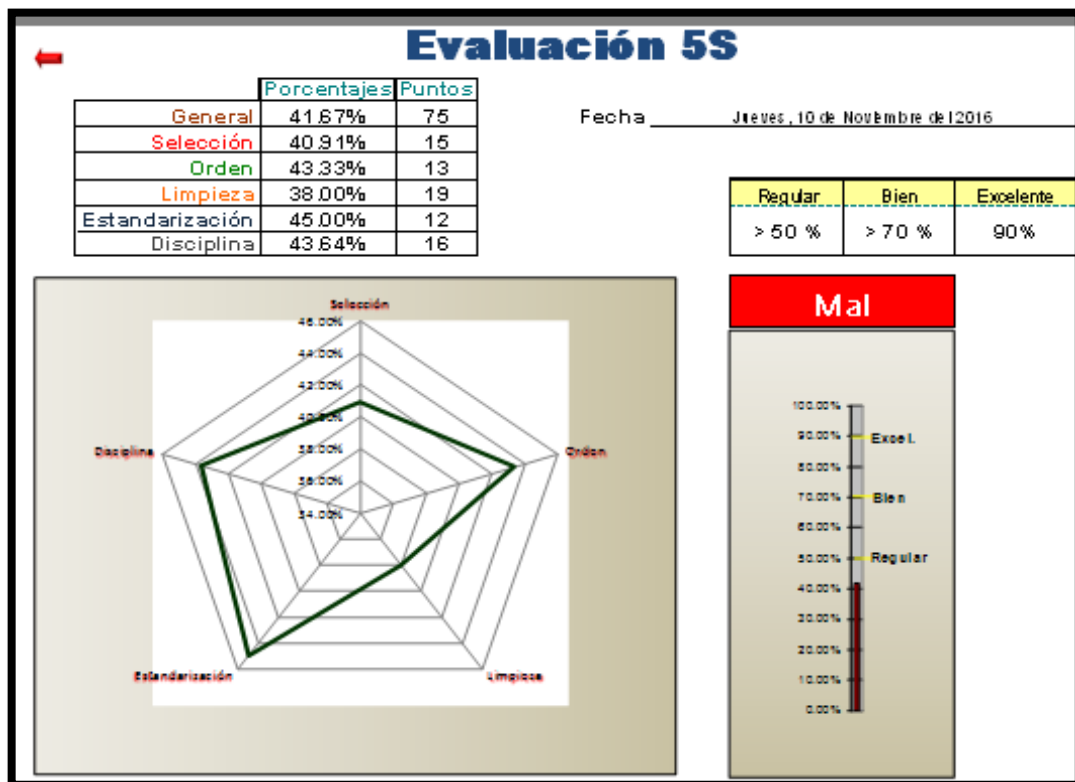 Evaluación 5S
Porcentajes Puntos
General 41.67% 75
Selección 40.91% 15
Orden 43.33% 13
Limpieza 38.00% 19
Estandarización 45.00% 12
Disciplina 43.64% 16
Fecha Jueves, 10 de Noviembre del 2016
Regular Bien Excelente
> 50 % > 70 % 90%
Mal
Selección
46.00%
44.00%
42.00%
40.00%
38.00%
36.00%
34.00%
Disciplina
Orden
Estandarización
Limpieza
100.00%
90.00% Excel.
80.00%
70.00% Bien
60.00%
50.00% Regular
40.00%
30.00%
20.00%
10.00%
0.00%